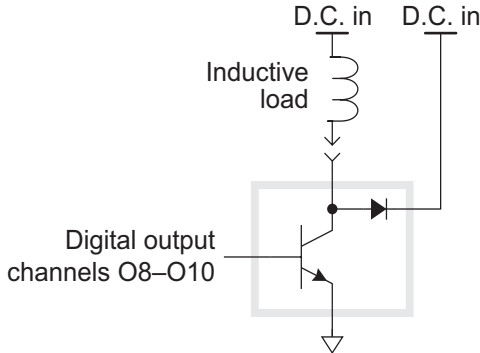 D.C. in D.C. in
Inductive
load
Digital output
channels O8–O10